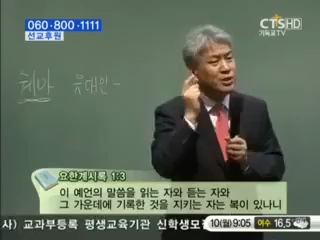 060·800·1111
선교후원
CTS HD
기독교TV
헤마 유대인 -
요한계시록 1:3
이 예언의 말씀을 읽는 자와 듣는 자와
그 가운데에 기록한 것을 지키는 자는 복이 있나니
사) 교과부등록 평생교육기관 신학생모
10(월) 9:05 여수 16,5